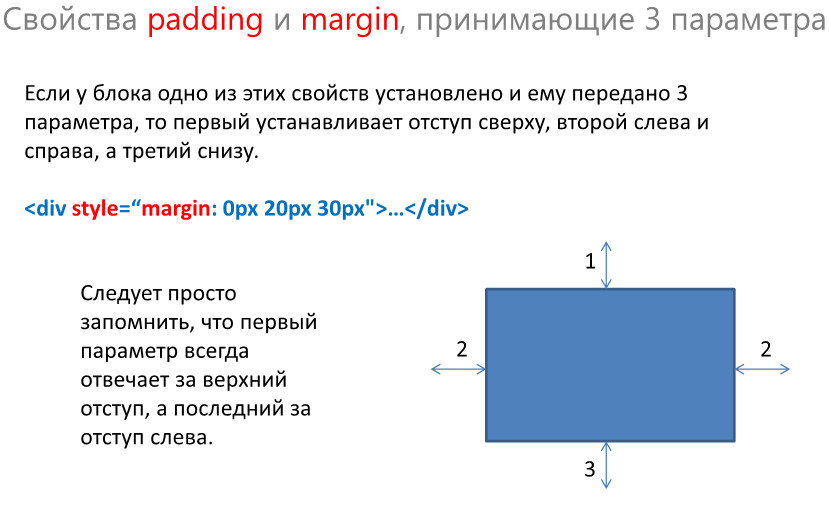 Свойства padding и margin, принимающие 3 параметра
Если у блока одно из этих свойств установлено и ему передано 3
параметра, то первый устанавливает отступ сверху, второй слева и
справа, а третий снизу.
<div style=“margin: 0px 20px 30px">…</div>
Следует просто
запомнить, что первый
параметр всегда
отвечает за верхний
отступ, а последний за
отступ слева.
1
2
2
3